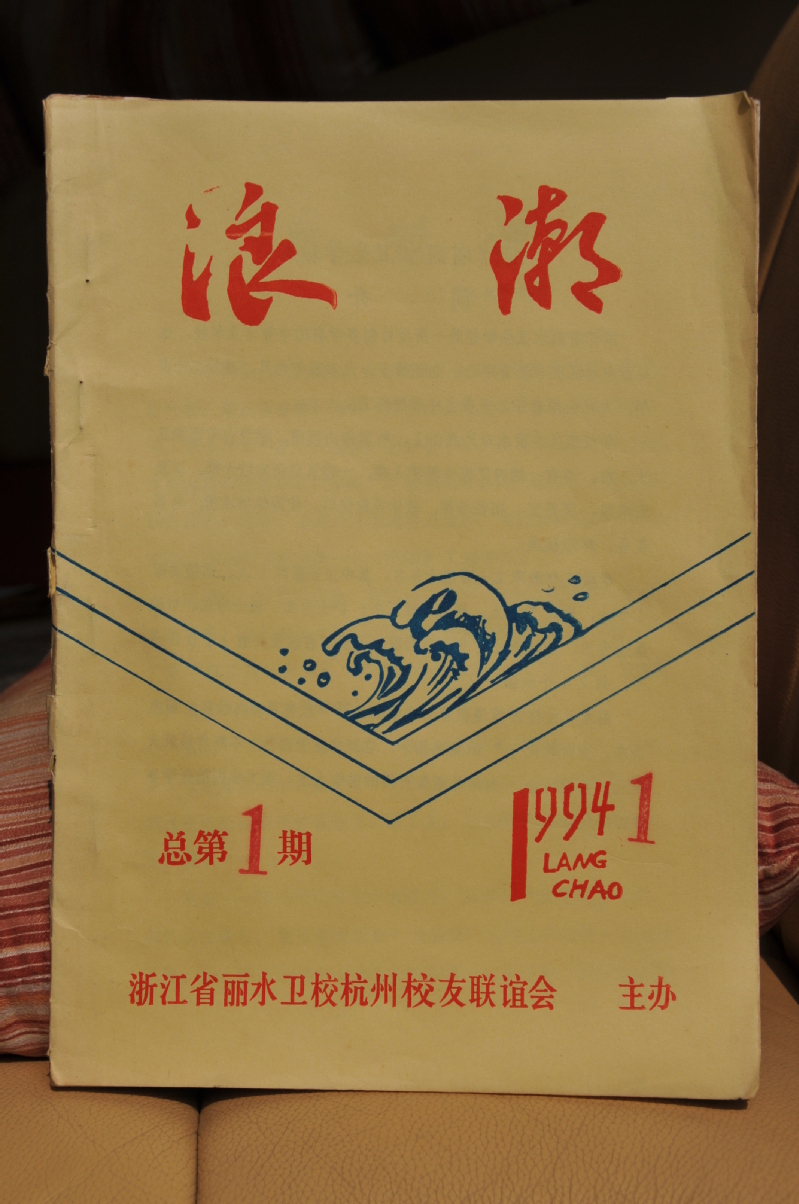 浪潮
总第1期
1994 1
LANG
CHAO
浙江省丽水卫校杭州校友联谊会 主办